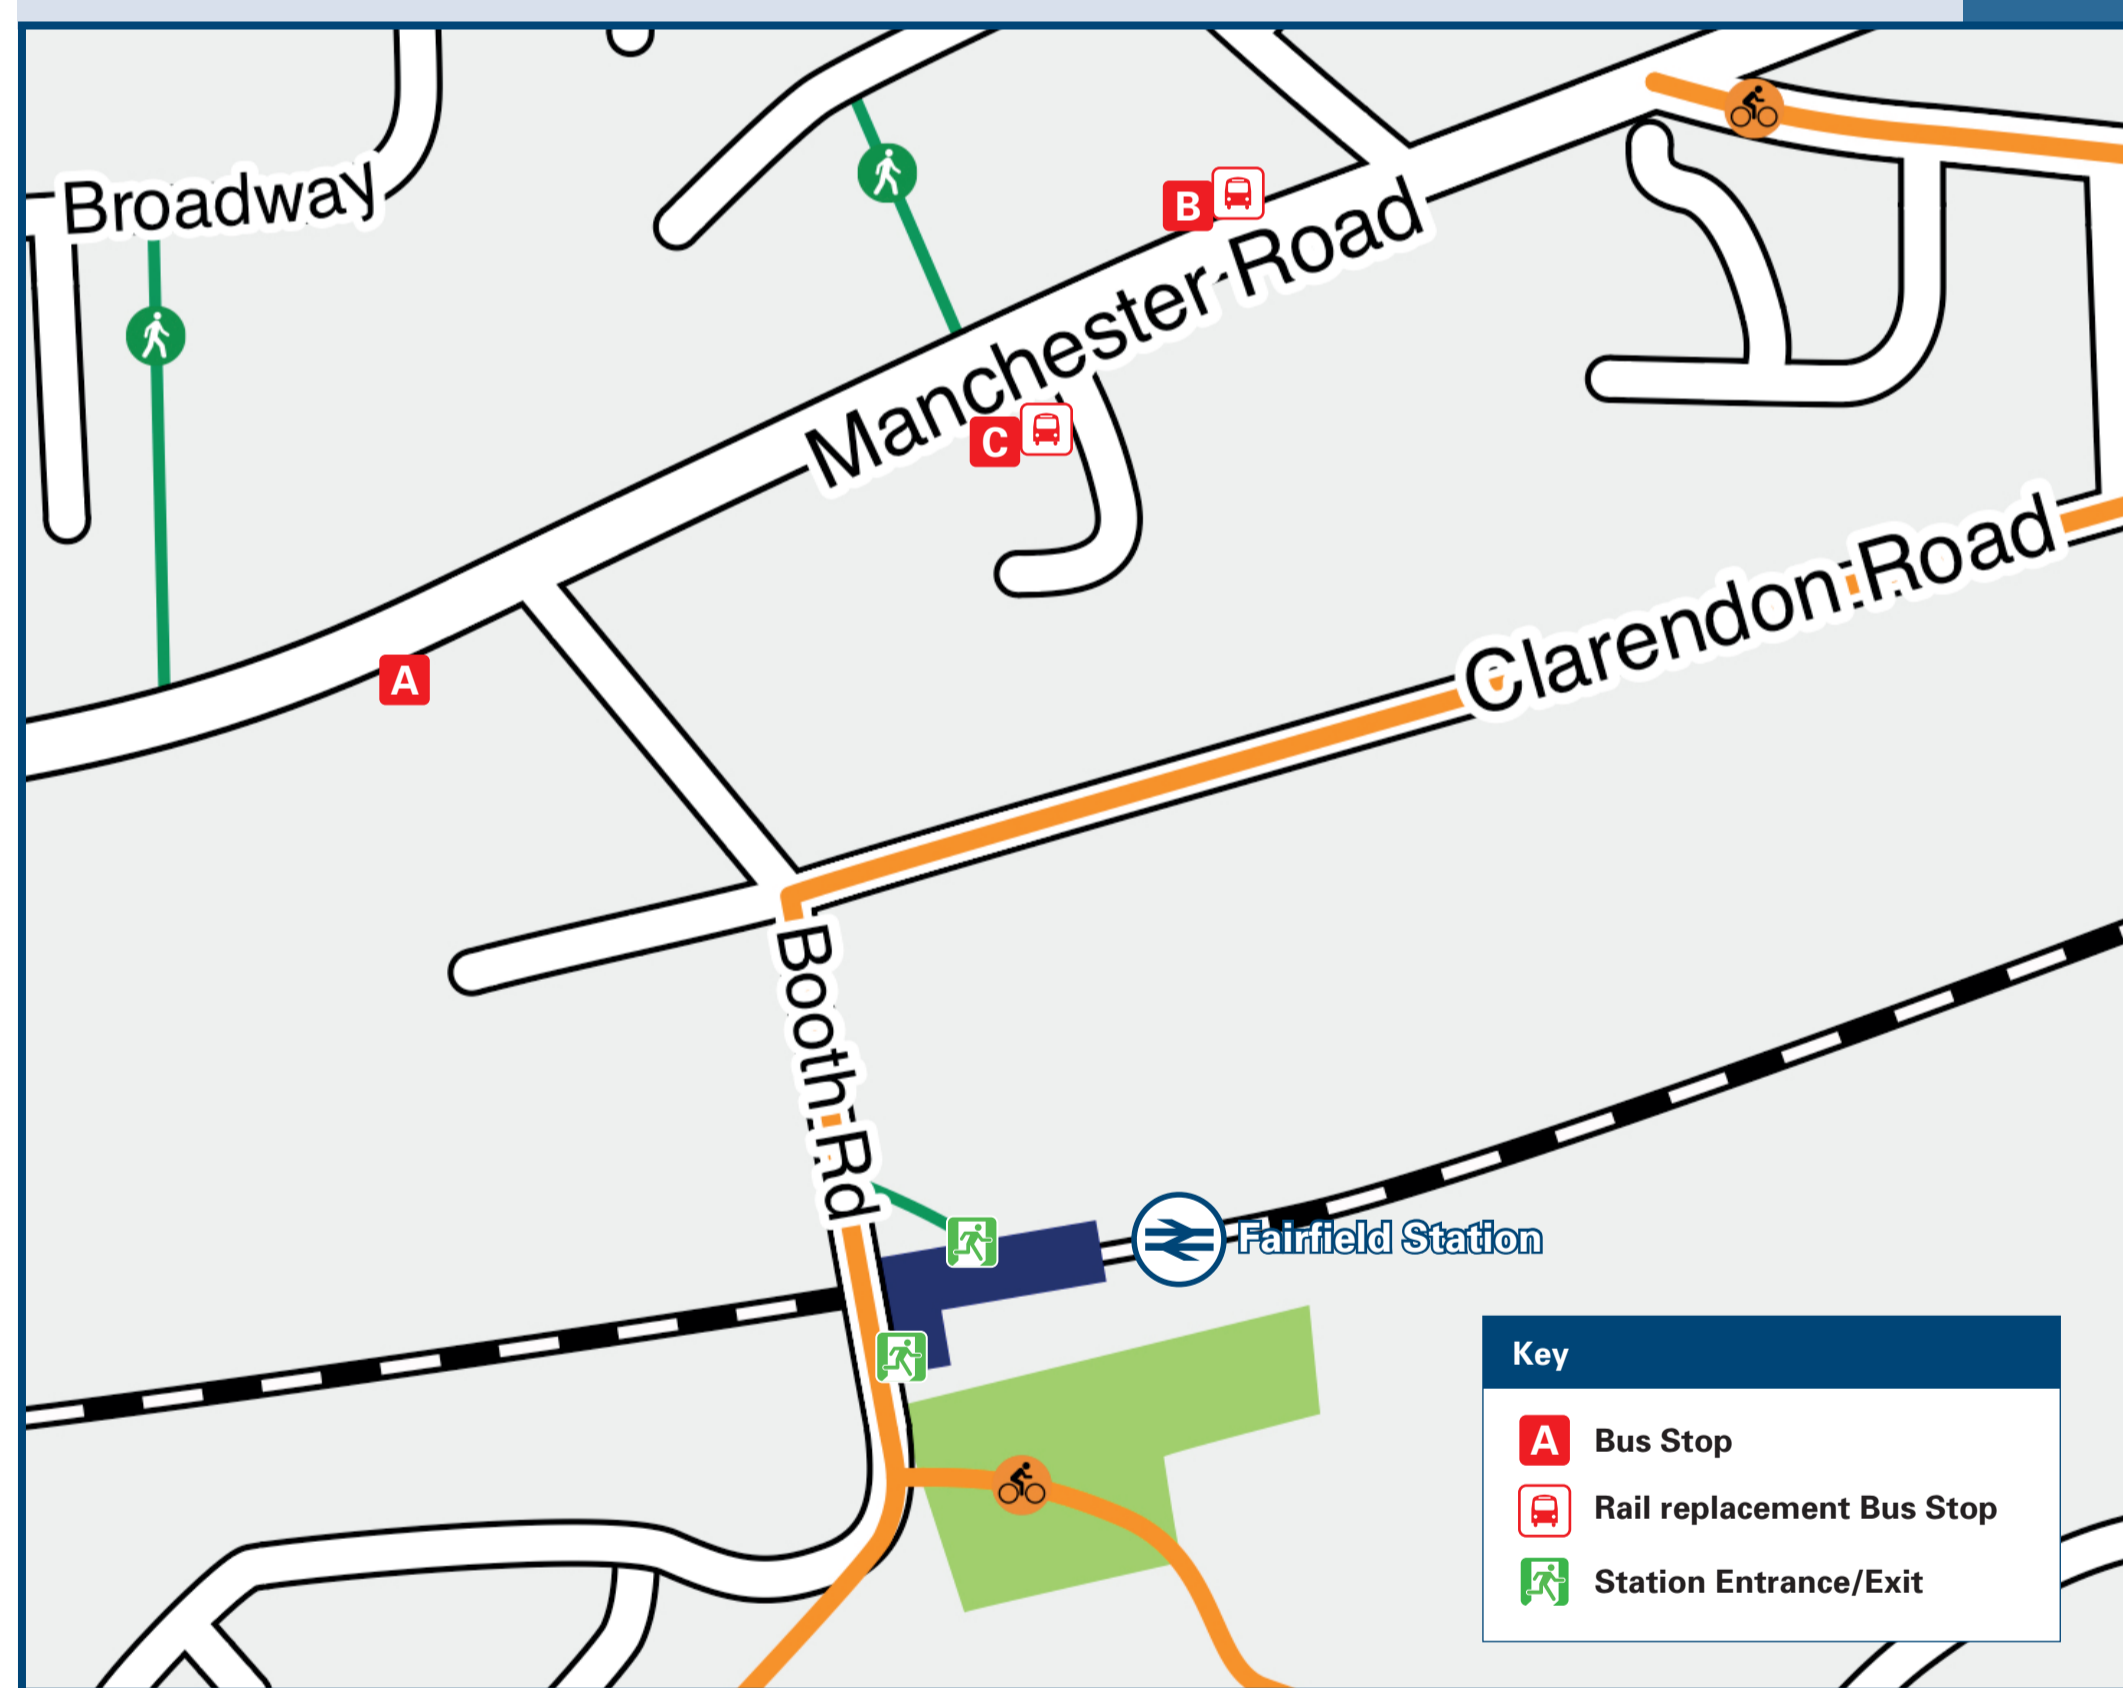 Broadway
B
Manchester Road
C
Clarendon Road
A
Booth Rd
Fairfield Station
Key
A Bus Stop
Rail replacement Bus Stop
Station Entrance/Exit